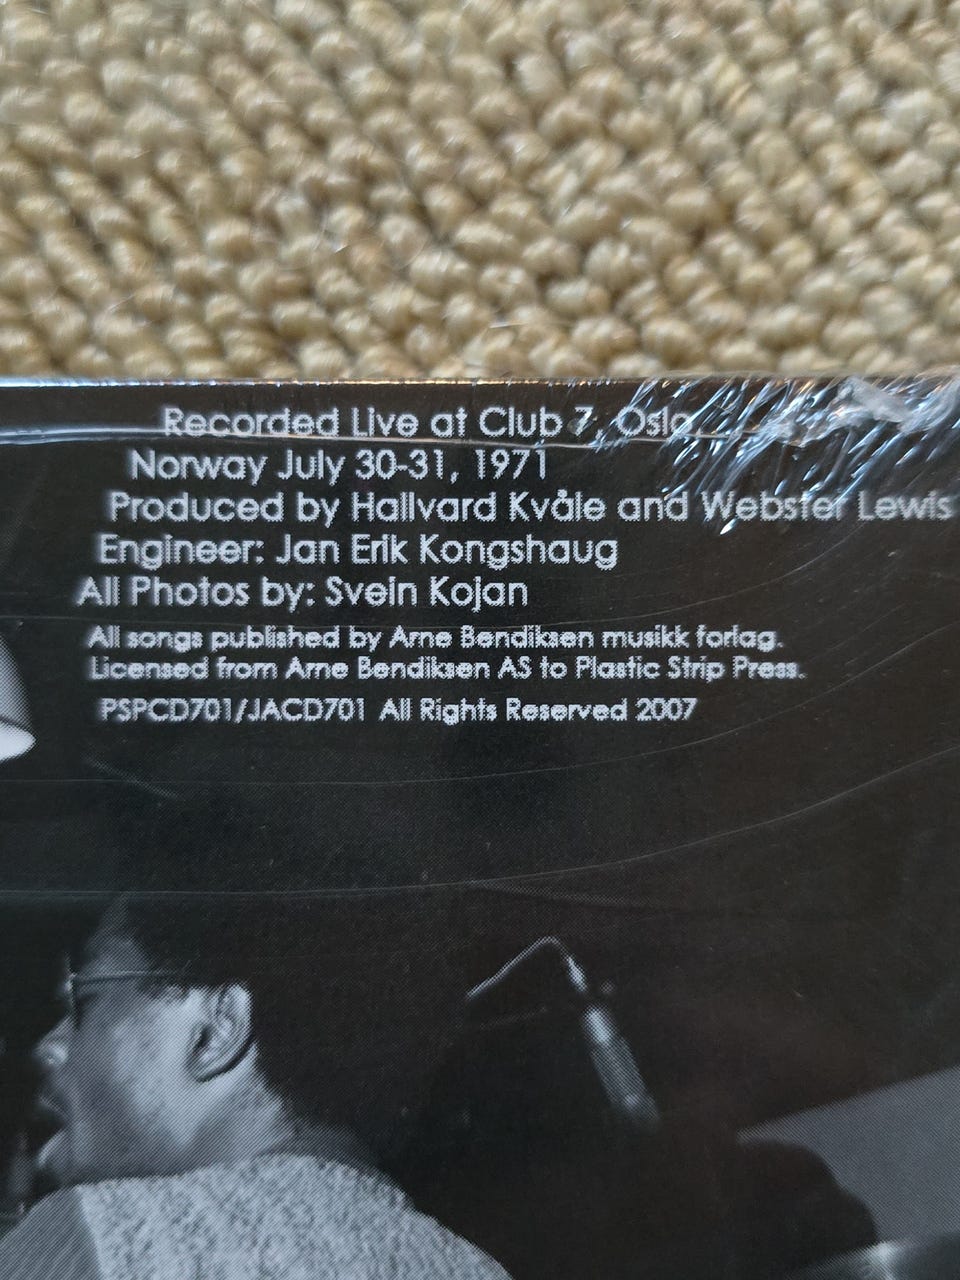 Recorded Live at Club 7, Oslo,
Norway July 30-31, 1971
Produced by Hallvard Kvåle and Webster Lewis
Engineer: Jan Erik Kongshaug
All Photos by: Svein Kojan
All songs published by Arne Bendiksen musikk forlag.
Licensed from Arne Bendiksen AS to Plastic Strip Press.
PSPCD701/JACD701 All Rights Reserved 2007